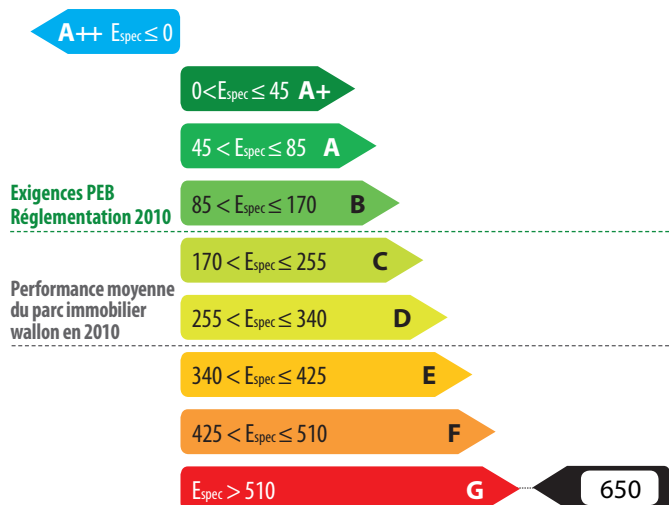 A++ Espec ≤ 0
0<Espec ≤ 45 A+
45 < Espec ≤ 85 A
Exigences PEB
Réglementation 2010
85 < Espec ≤ 170 B
170 < Espec ≤ 255 C
Performance moyenne
du parc immobilier
wallon en 2010
255 < Espec ≤ 340 D
340 < Espec ≤ 425 E
425 < Espec ≤ 510 F
Espec > 510 G
650